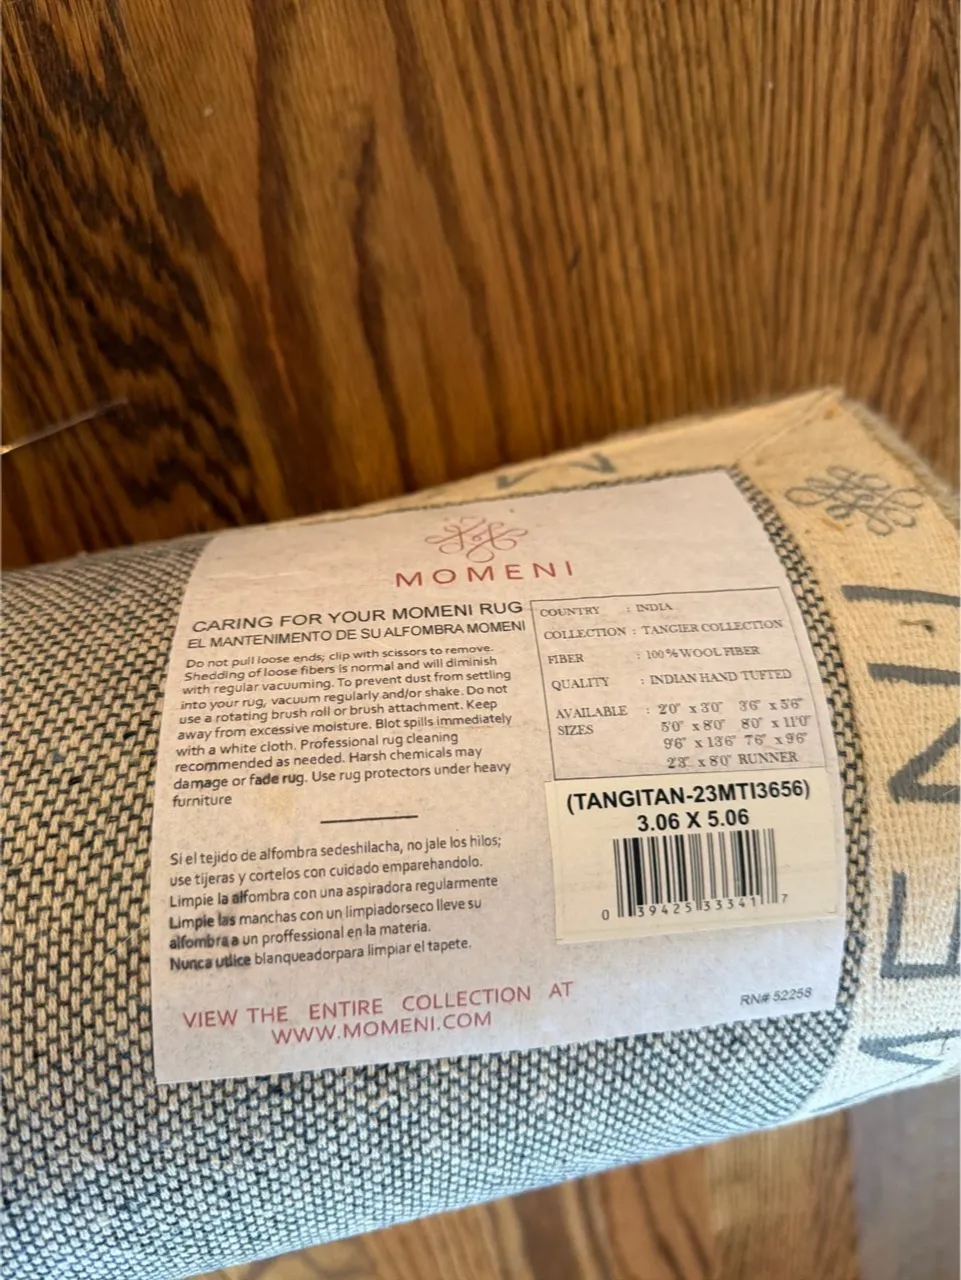 MOMENI
CARING FOR YOUR MOMENI RUG
EL MANTENIMENTO DE SU ALFOMBRA MOMENI
Do not pull loose ends; clip with scissors to remove.
Shedding of loose fibers is normal and will diminish
with regular vacuuming. To prevent dust from settling
into your rug, vacuum regularly and/or shake. Do not
use a rotating brush roll or brush attachment. Keep
away from excessive moisture. Blot spills immediately
with a white cloth. Professional rug cleaning
recommended as needed. Harsh chemicals may
damage or fade rug. Use rug protectors under heavy
furniture
Si el tejido de alfombra sedeshilacha, no jale los hilos;
use tijeras y cortelos con cuidado emparehandolo.
Limpie la alfombra con una aspiradora regularmente
Limpie las manchas con un limpiadorseco lleve su
alfombra a un proffessional en la materia.
Nunca utlice blanqueadorpara limpiar el tapete.
COUNTRY : INDIA
COLLECTION : TANGIER COLLECTION
FIBER : 100% WOOL FIBER
QUALITY : INDIAN HAND TUFTED
AVAILABLE : 2'0" x 3'0" 3'6" x 5'6"
SIZES 5'0" x 8'0" 8'0" x 11'0"
9'6" x 13'6" 7'6" x 9'6"
2'3" x 8'0" RUNNER
(TANGITAN-23MTI3656)
3.06 X 5.06
0 39425 33341 7
VIEW THE ENTIRE COLLECTION AT
WWW.MOMENI.COM
RN# 52258
MENI